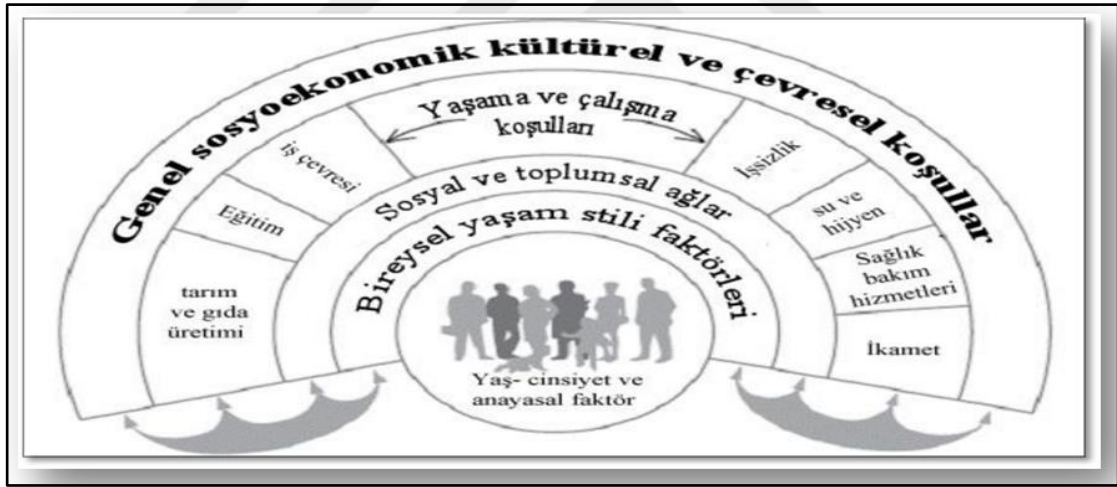 Genel sosyoekonomik kültürel ve çevresel koşullar
Yaşama ve çalışma
koşulları
iş çevresi
Eğitim
tarım
ve gıda
üretimi
İşsizlik
su ve
hijyen
Sağlık
bakım
hizmetleri
İkamet
Sosyal ve toplumsal ağlar
Bireysel yaşam stili faktörleri
Yaş- cinsiyet ve
anayasal faktör